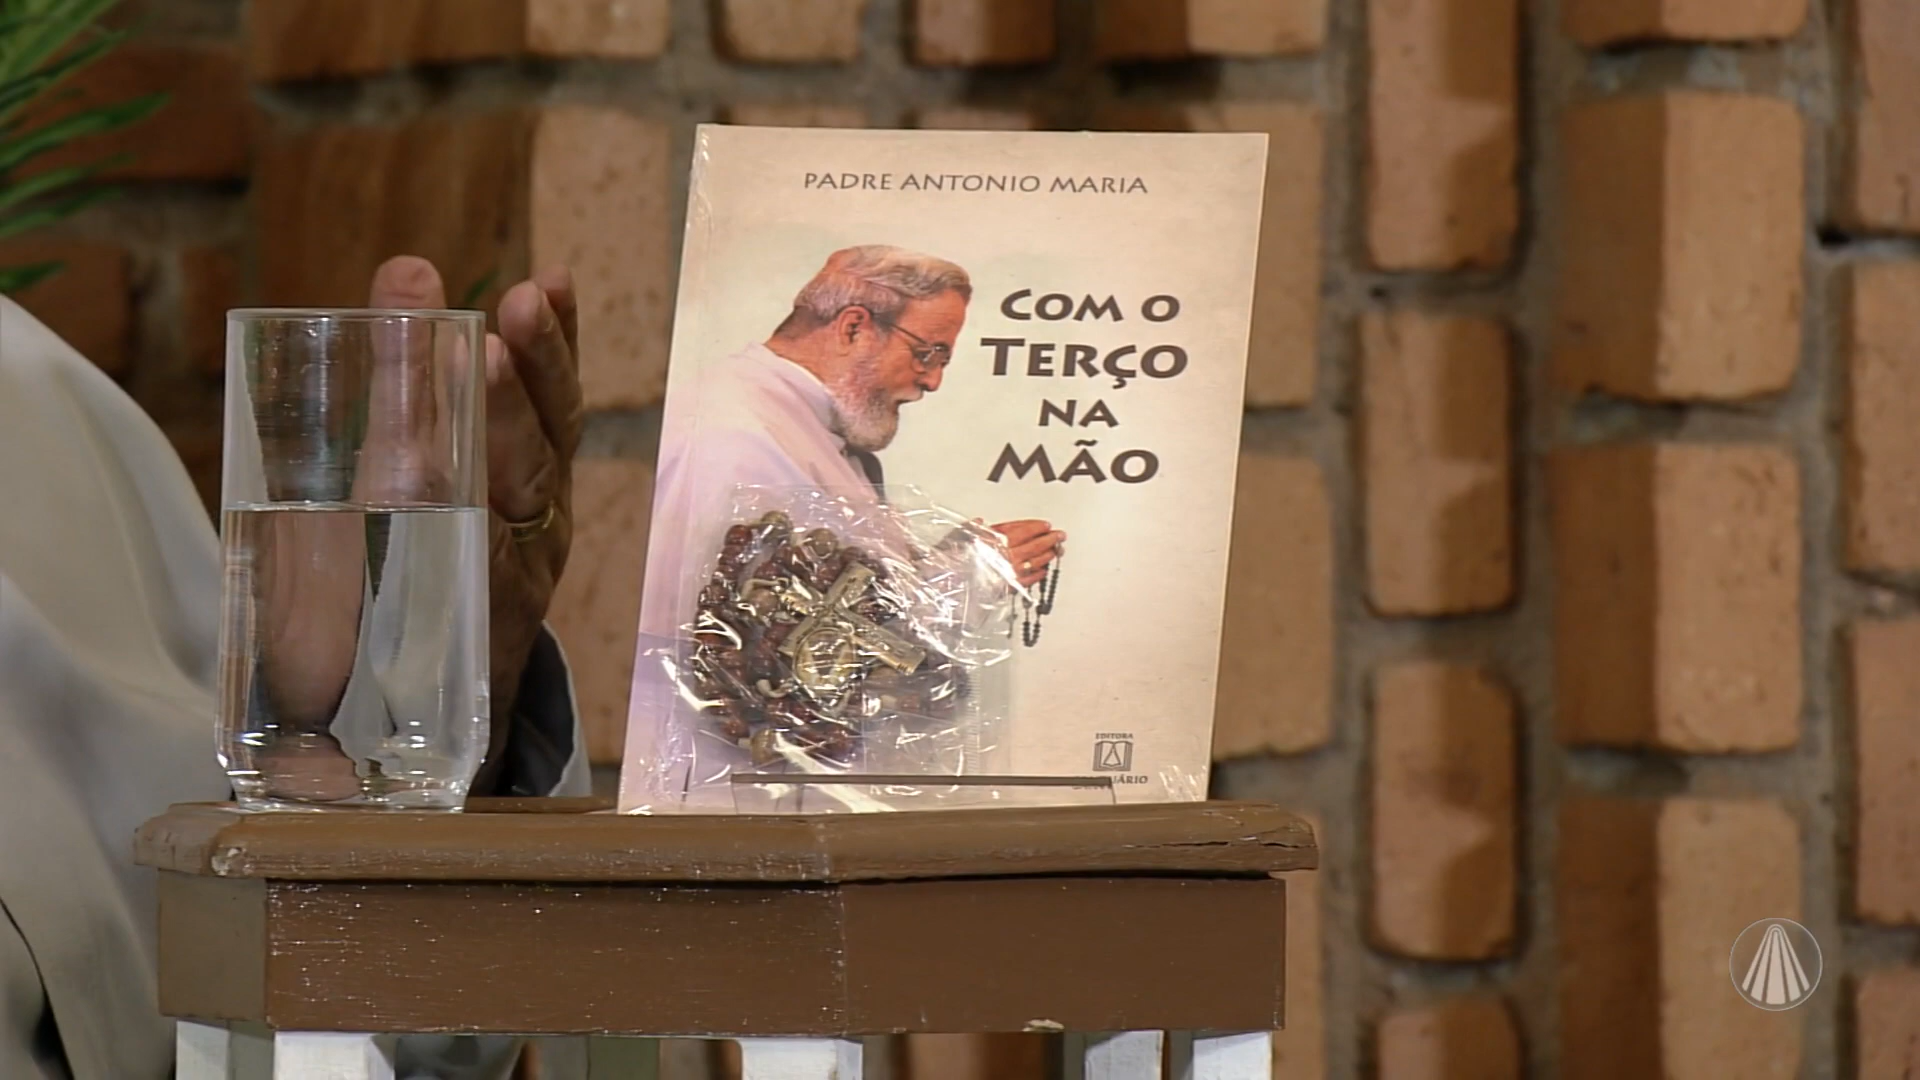 PADRE ANTONIO MARIA
COM O
TERÇO
NA
MÃO
EDITORA